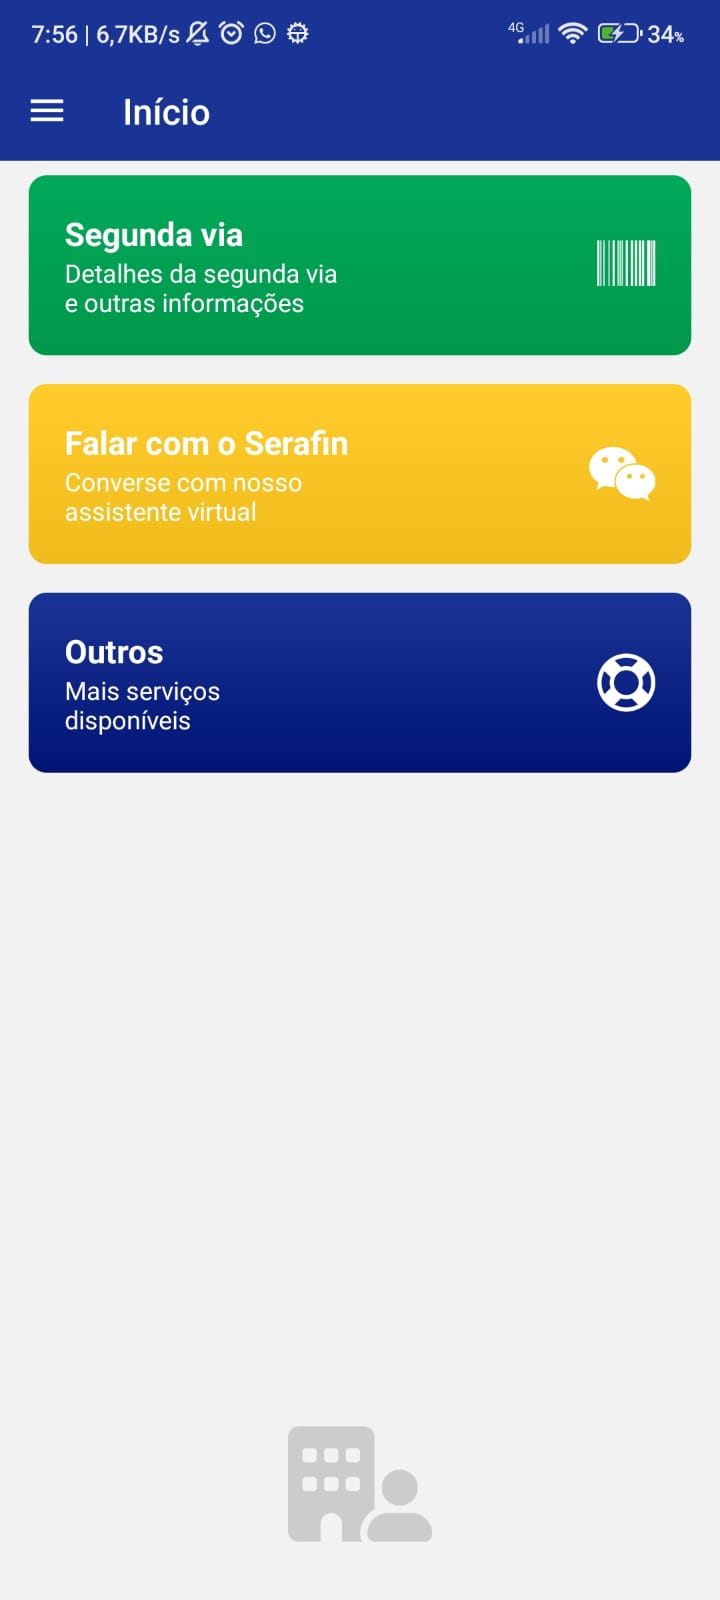 7:56 | 6,7KB/s 4G 34%
Início
Segunda via
Detalhes da segunda via
e outras informações
Falar com o Serafin
Converse com nosso
assistente virtual
Outros
Mais serviços
disponíveis